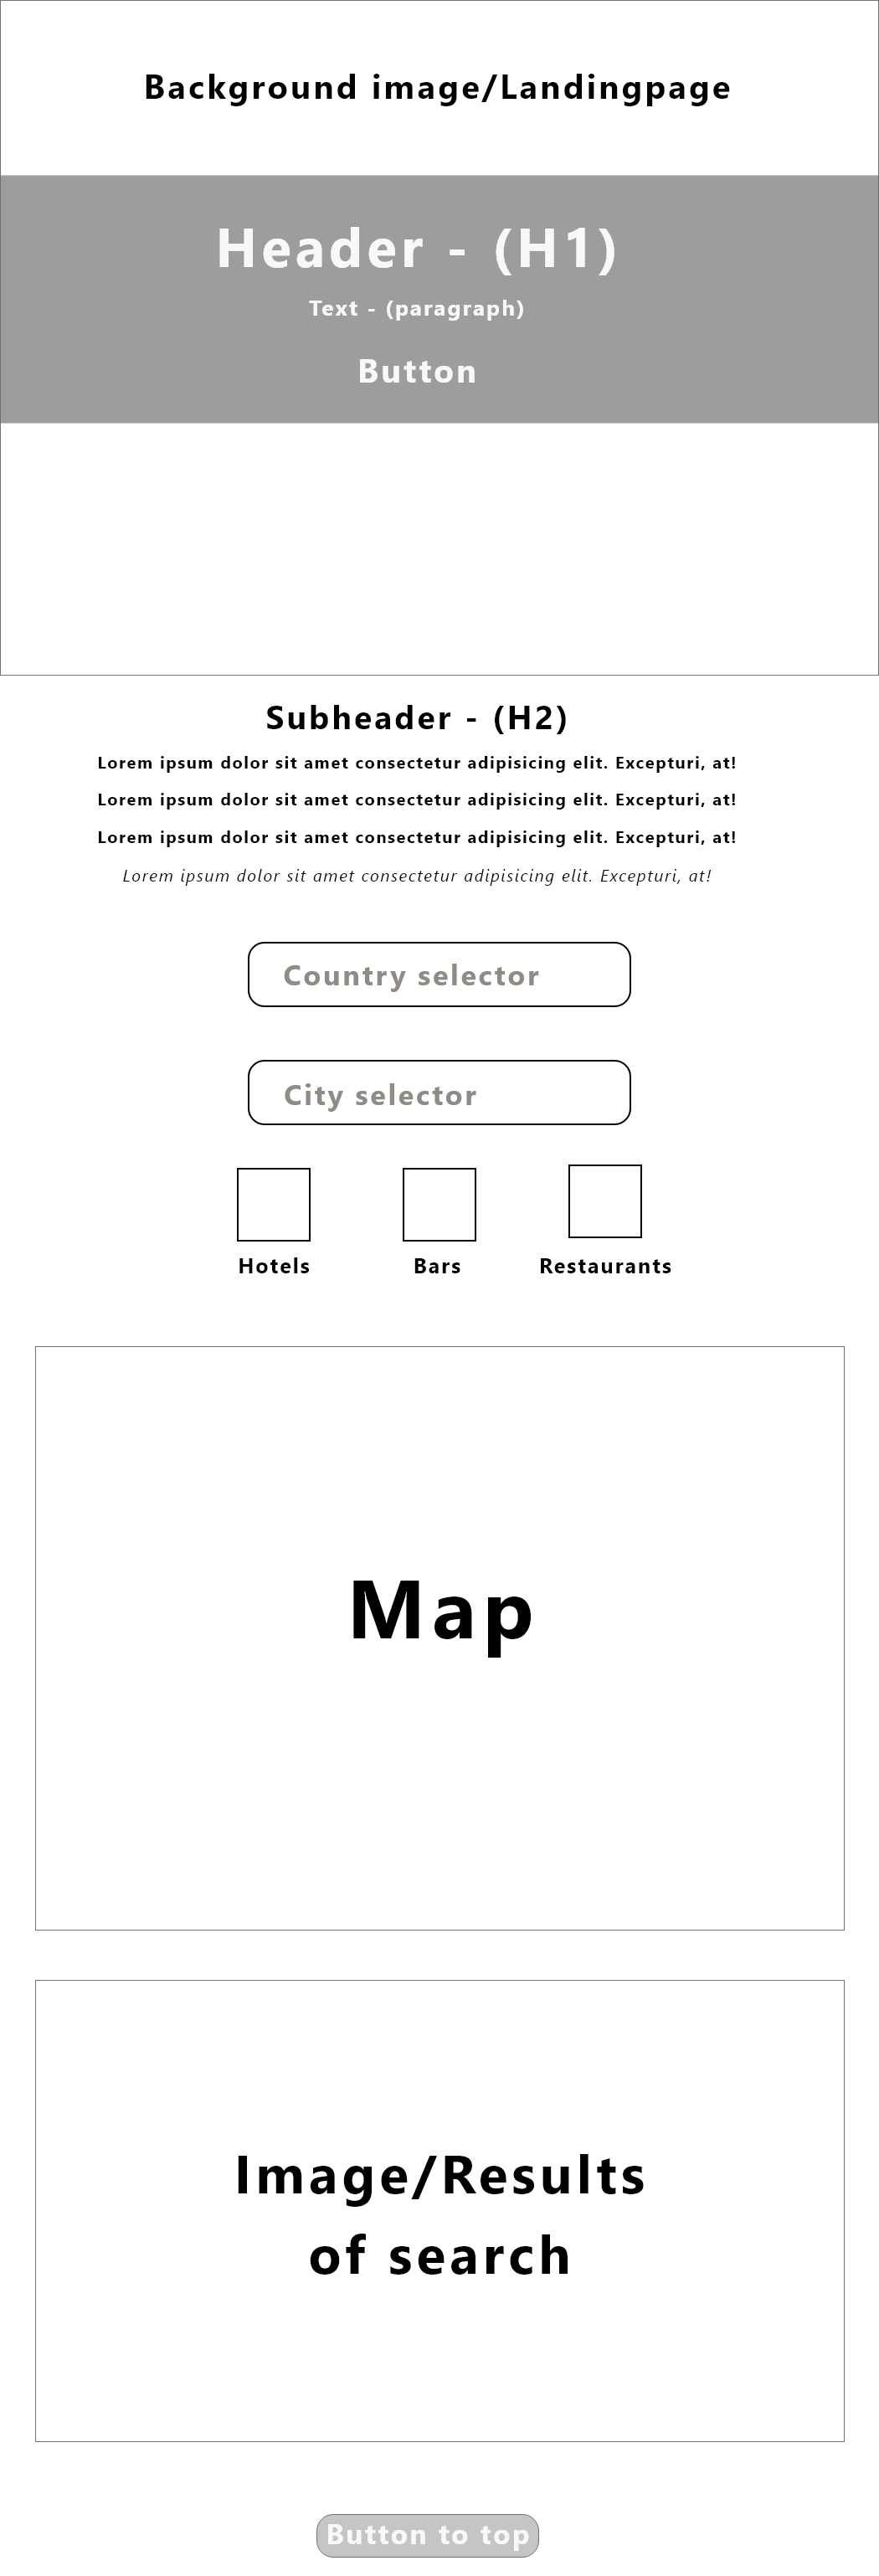 Background image/Landingpage
Header - (H1)
Text - (paragraph)
Button
Subheader - (H2)
Lorem ipsum dolor sit amet consectetur adipisicing elit. Excepturi, at!
Lorem ipsum dolor sit amet consectetur adipisicing elit. Excepturi, at!
Lorem ipsum dolor sit amet consectetur adipisicing elit. Excepturi, at!
Lorem ipsum dolor sit amet consectetur adipisicing elit. Excepturi, at!
Country selector
City selector
Hotels Bars Restaurants
Map
Image/Results
of search
Button to top